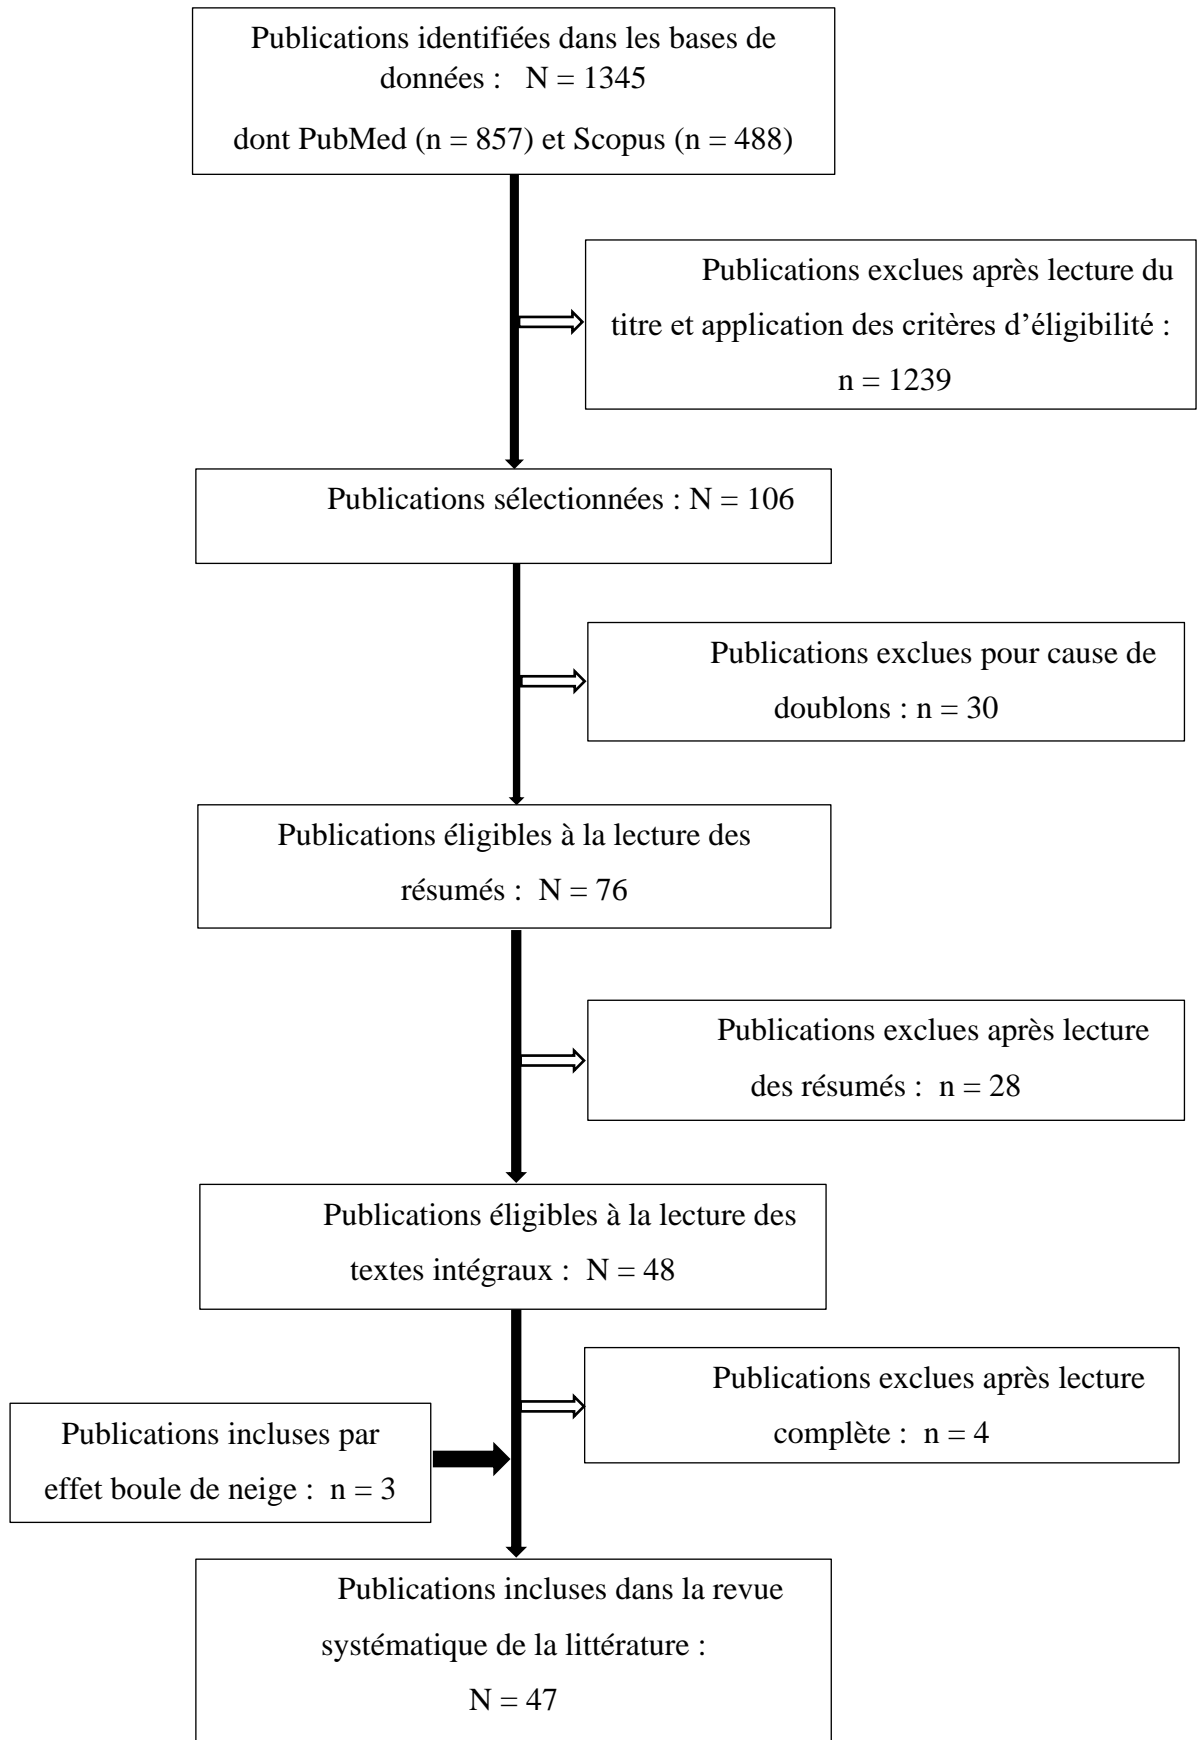 Publications identifiées dans les bases de
données : N = 1345
dont PubMed (n = 857) et Scopus (n = 488)
Publications exclues après lecture du
titre et application des critères d’éligibilité :
n = 1239
Publications sélectionnées : N = 106
Publications exclues pour cause de
doublons : n = 30
Publications éligibles à la lecture des
résumés : N = 76
Publications exclues après lecture
des résumés : n = 28
Publications éligibles à la lecture des
textes intégraux : N = 48
Publications exclues après lecture
complète : n = 4
Publications incluses par
effet boule de neige : n = 3
Publications incluses dans la revue
systématique de la littérature :
N = 47